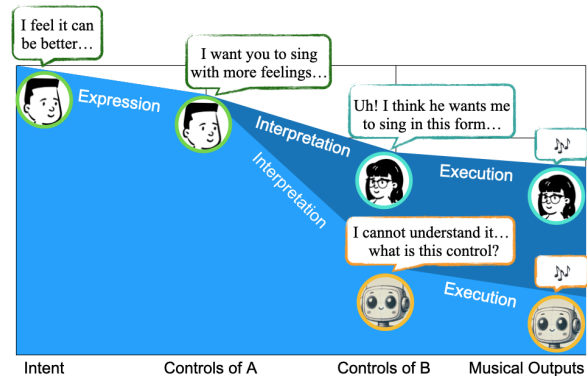 I feel it can
be better…
I want you to sing
with more feelings…
Expression
Uh! I think he wants me
to sing in this form…
Interpretation
Execution
Interpretation
I cannot understand it…
what is this control?
Execution
Intent
Controls of A
Controls of B
Musical Outputs